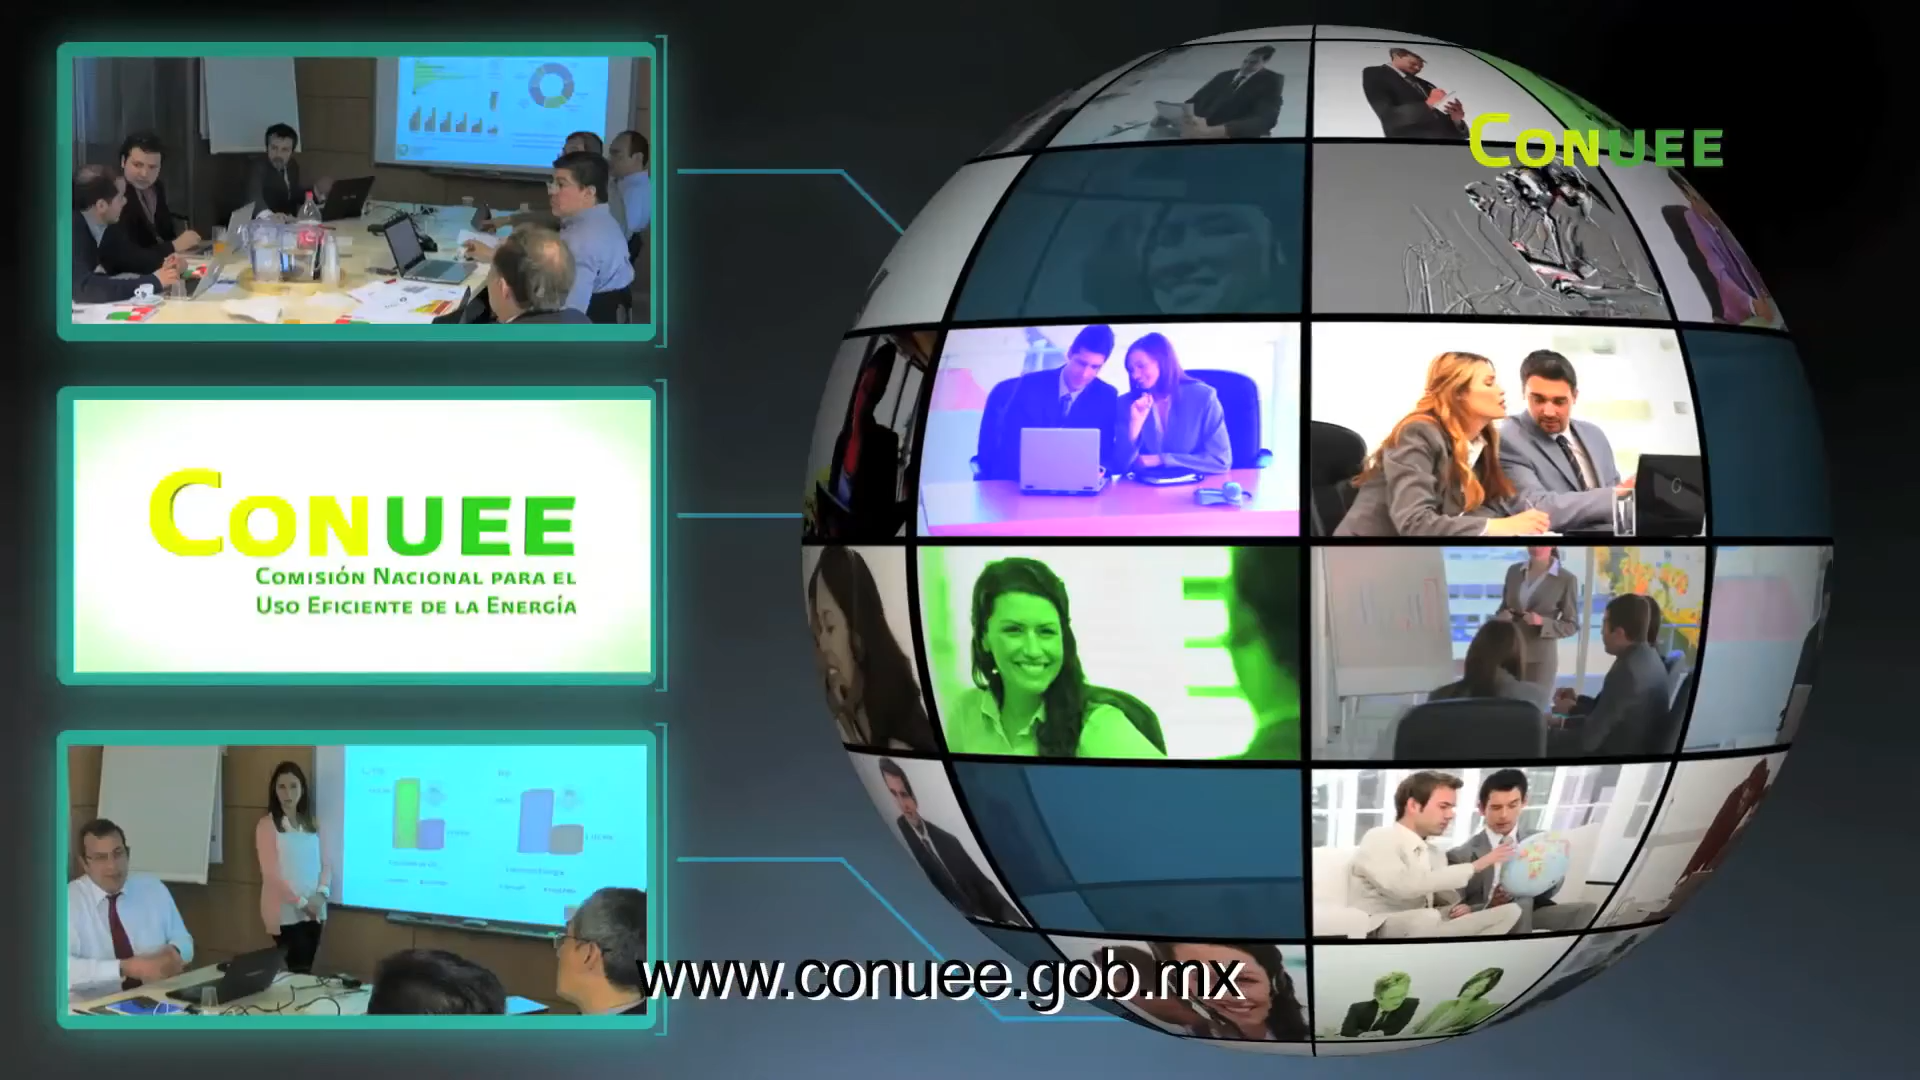 CONUEE
CONUEE
COMISIÓN NACIONAL PARA EL
USO EFICIENTE DE LA ENERGÍA
www.conuee.gob.mx